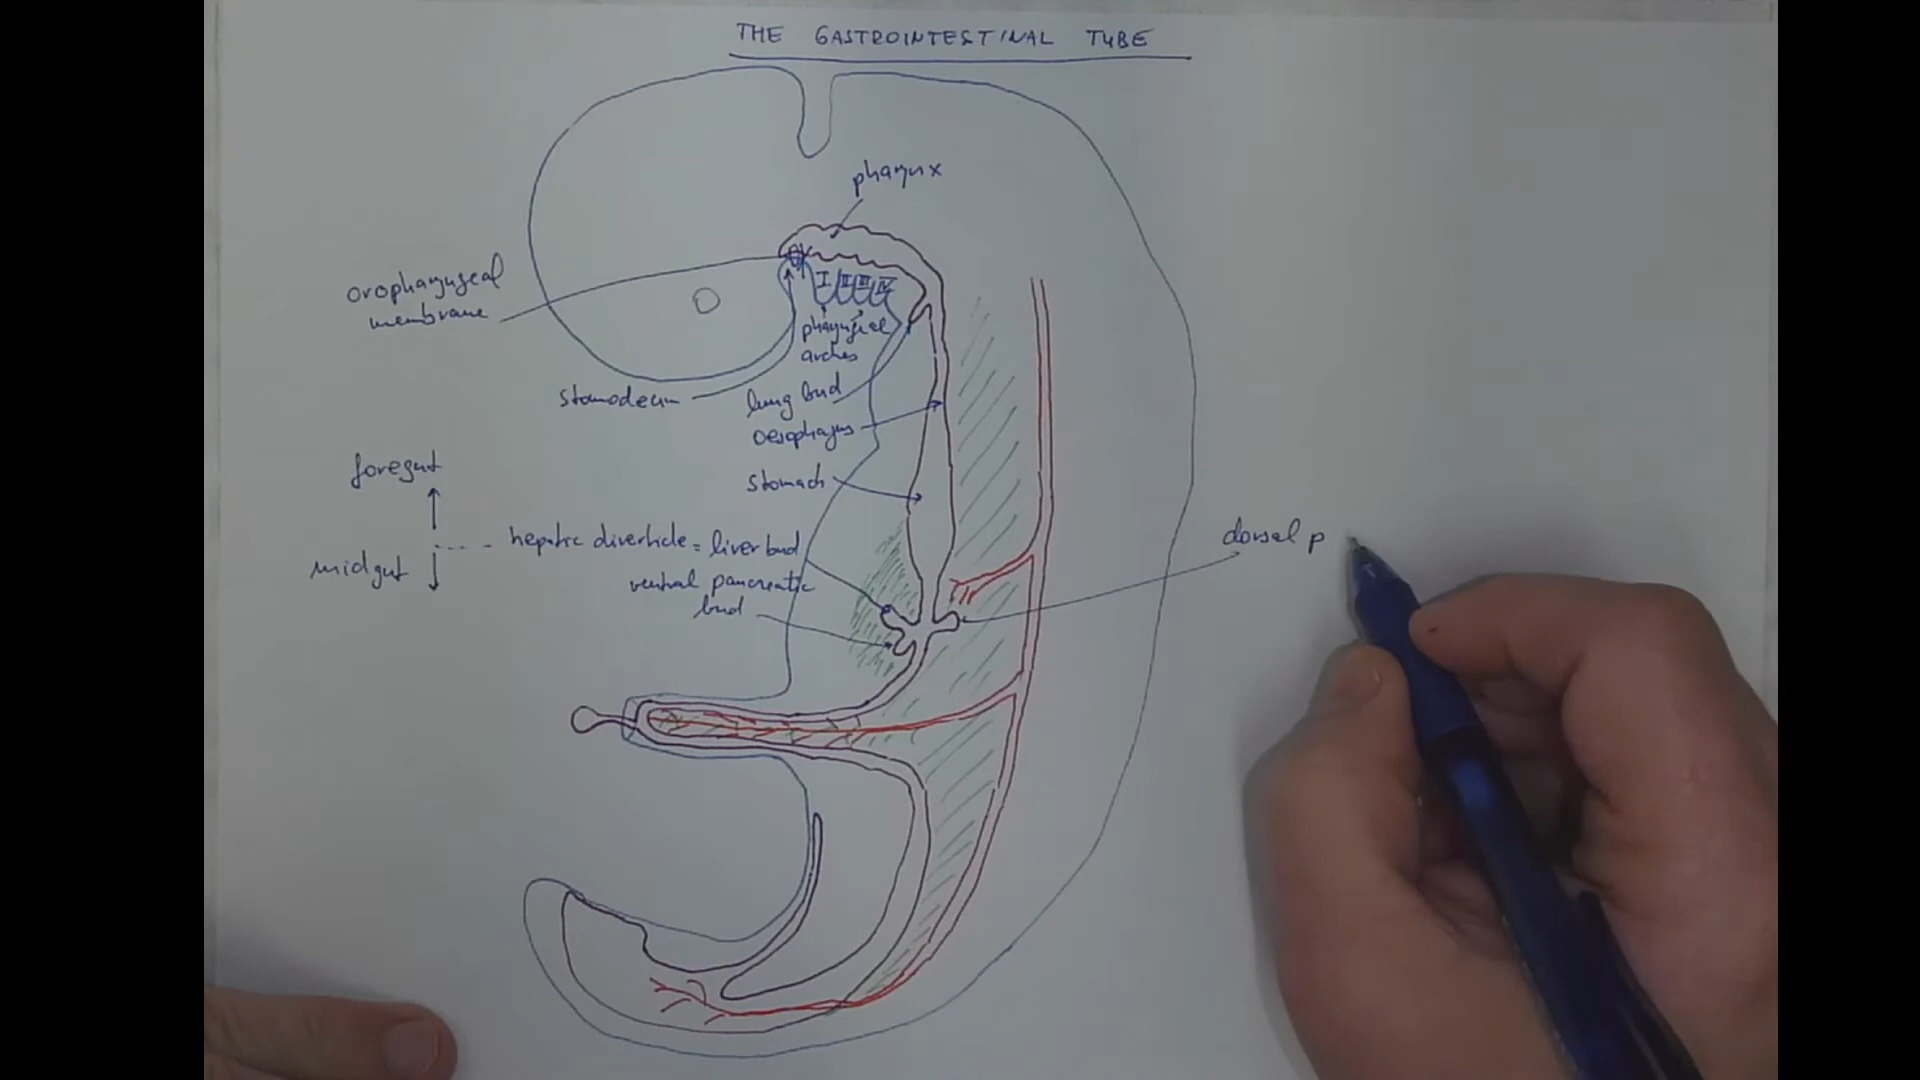 THE GASTROINTESTINAL TUBE
pharynx
oropharyngeal
membrane
I II III IV
pharyngeal
arches
stomodeum
lung bud
oesophagus
foregut
stomach
hepatic diverticle = liver bud
midgut
ventral pancreatic
bud
dorsal p